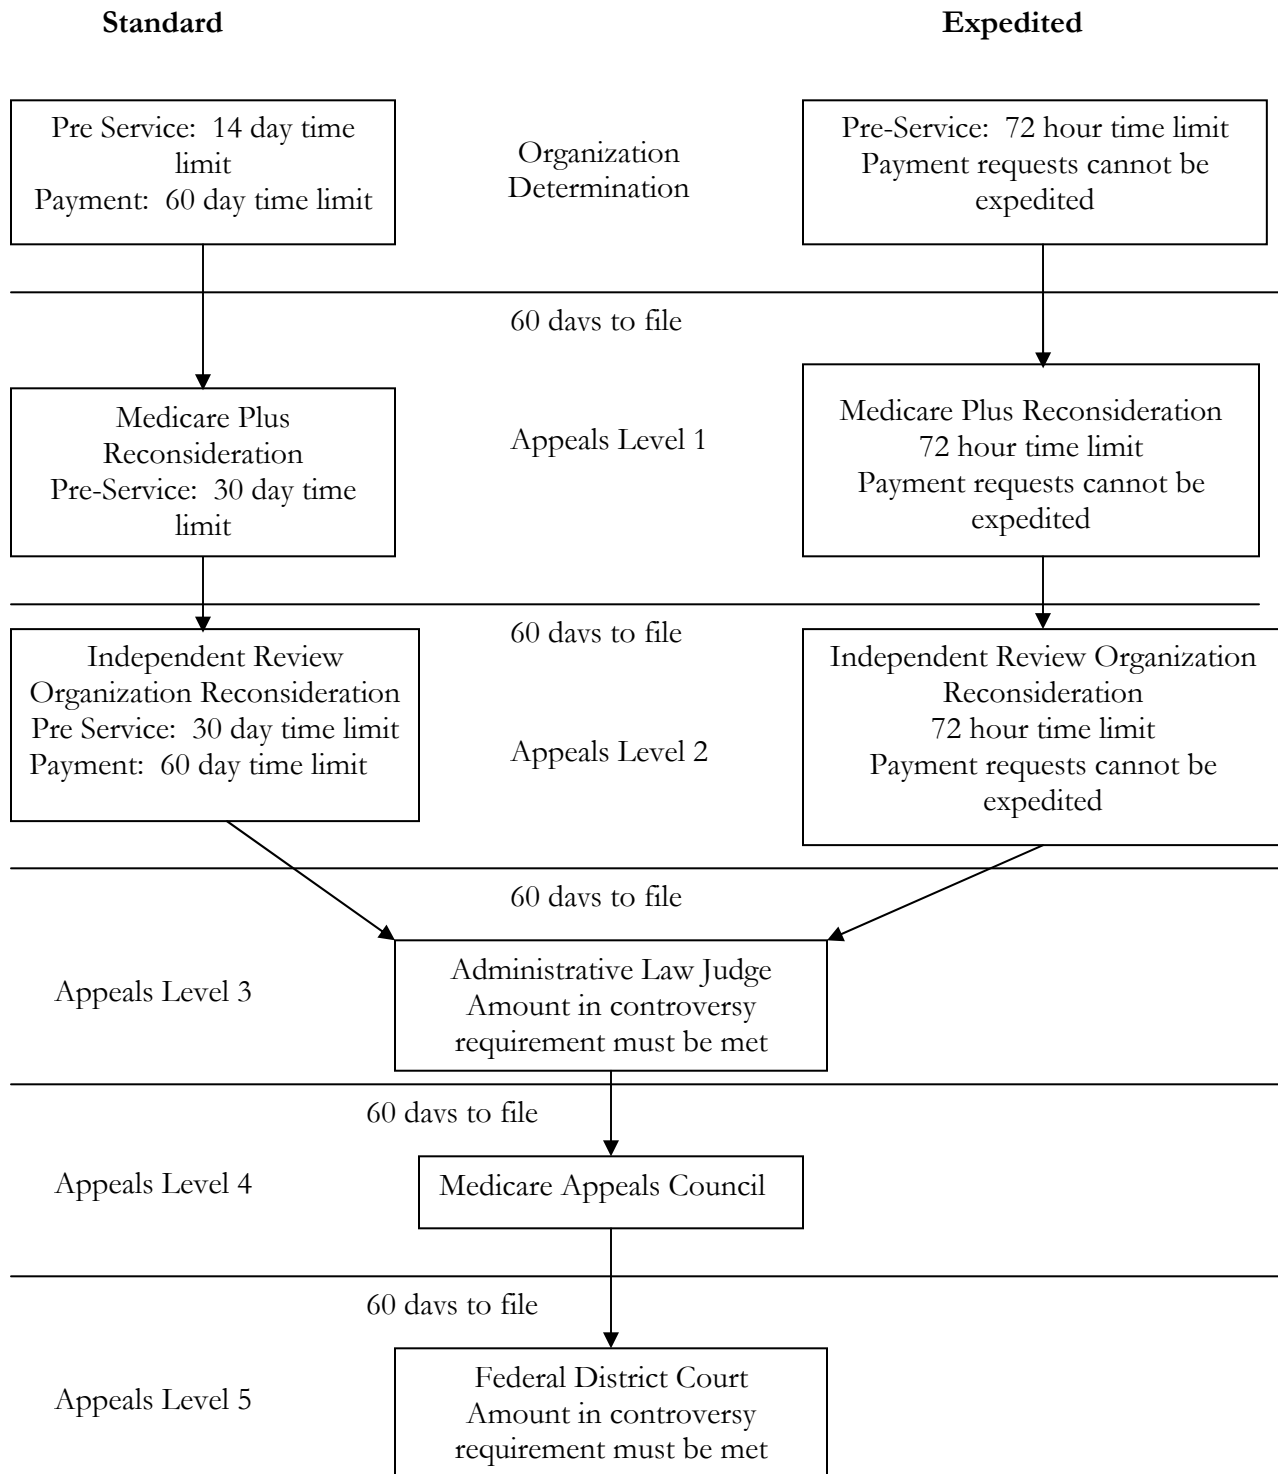 Standard
Expedited
Pre Service: 14 day time
limit
Payment: 60 day time limit
Organization
Determination
Pre-Service: 72 hour time limit
Payment requests cannot be
expedited
60 days to file
Medicare Plus
Reconsideration
Pre-Service: 30 day time
limit
Appeals Level 1
Medicare Plus Reconsideration
72 hour time limit
Payment requests cannot be
expedited
60 days to file
Independent Review
Organization Reconsideration
Pre Service: 30 day time limit
Payment: 60 day time limit
Appeals Level 2
Independent Review Organization
Reconsideration
72 hour time limit
Payment requests cannot be
expedited
60 days to file
Appeals Level 3
Administrative Law Judge
Amount in controversy
requirement must be met
60 days to file
Appeals Level 4
Medicare Appeals Council
60 days to file
Appeals Level 5
Federal District Court
Amount in controversy
requirement must be met